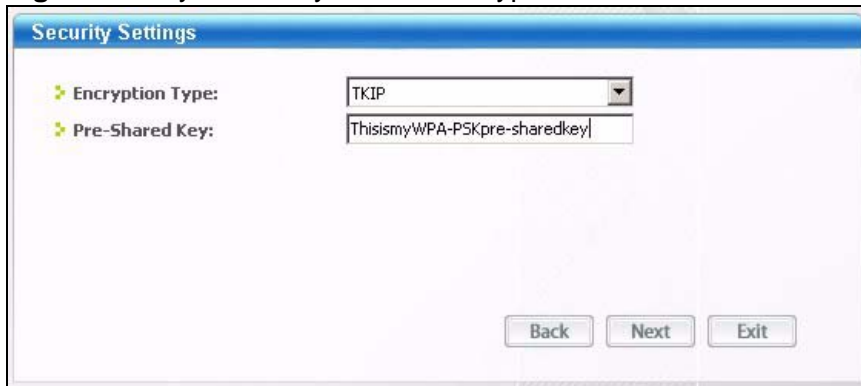 Security Settings
Encryption Type: TKIP
Pre-Shared Key: ThisismyWPA-PSKpre-sharedkey
Back Next Exit